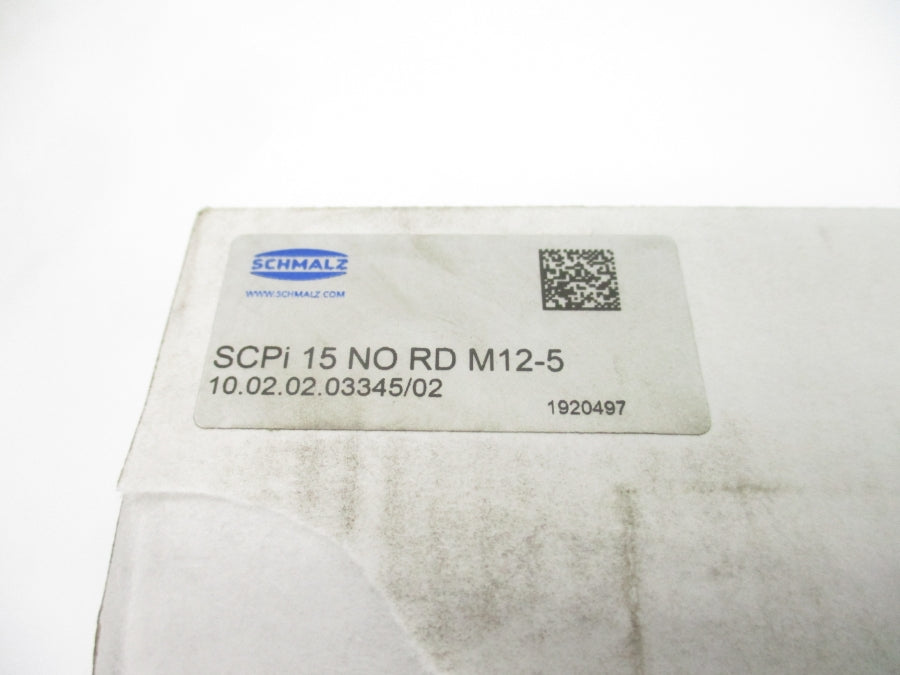 SCHMALZ
WWW.SCHMALZ.COM
SCPi 15 NO RD M12-5
10.02.02.03345/02
1920497